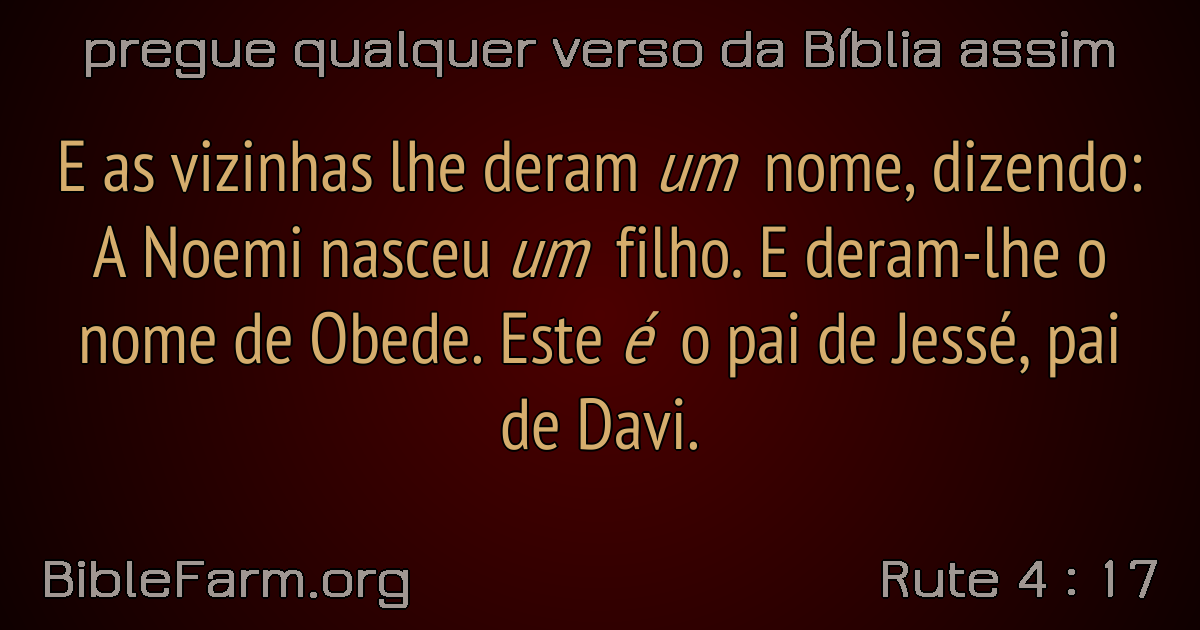 pregue qualquer verso da Bíblia assim
E as vizinhas lhe deram um nome, dizendo:
A Noemi nasceu um filho. E deram-lhe o
nome de Obede. Este é o pai de Jessé, pai
de Davi.
BibleFarm.org
Rute 4 : 17